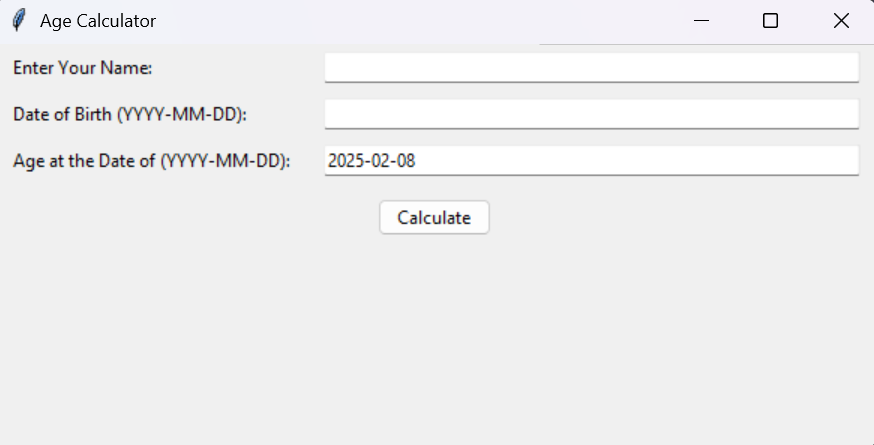 Age Calculator
Enter Your Name:
Date of Birth (YYYY-MM-DD):
Age at the Date of (YYYY-MM-DD): 2025-02-08
Calculate